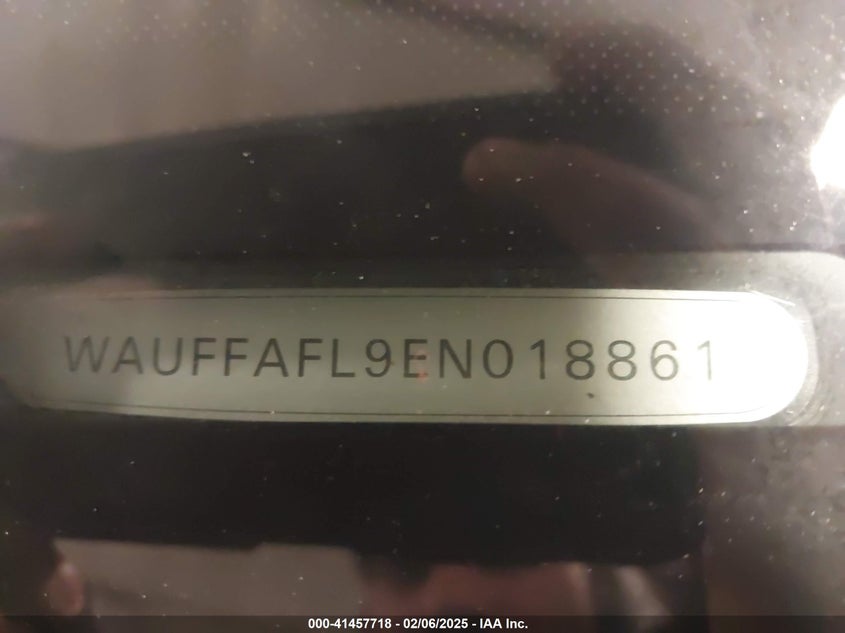 WAUFFAFL9EN018861
000-41457718 - 02/06/2025 - IAA Inc.